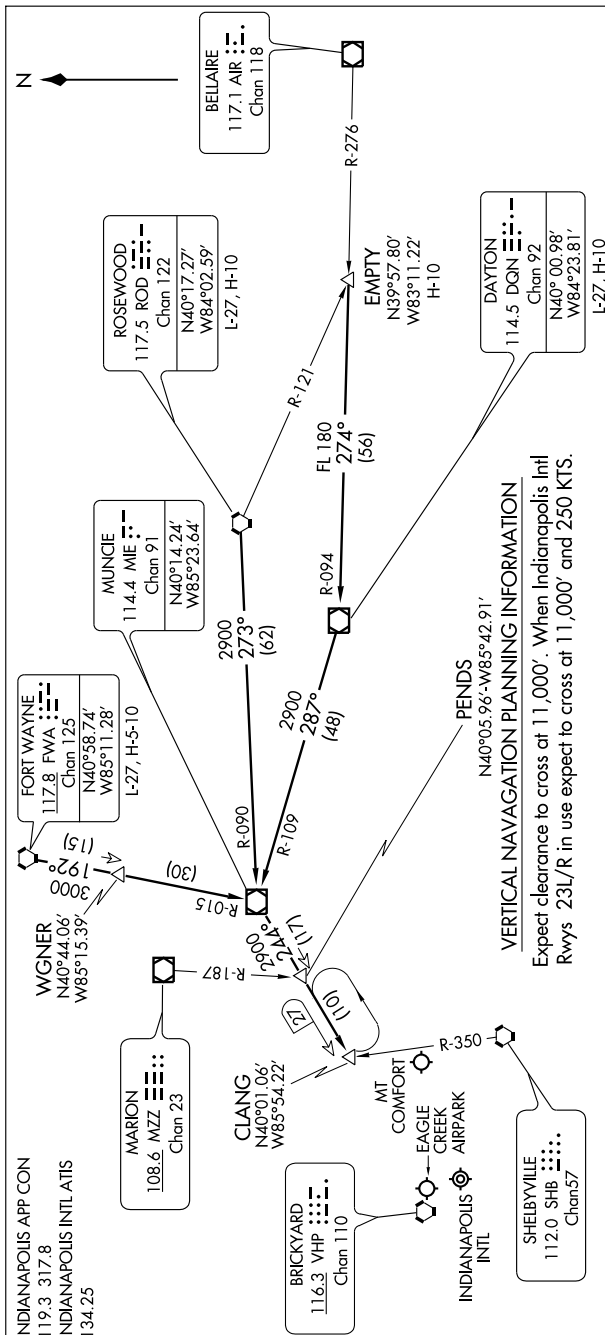 NDIANAPOLIS APP CON
119.3 317.8
NDIANAPOLIS INTL ATIS
134.25
N
BELLAIRE
117.1 AIR
Chan 118
R-276
ROSEWOOD
117.5 ROD
Chan 122
N40°17.27'
W84°02.59'
L-27, H-10
R-121
EMPTY
N39°57.80'
W83°11.22'
H-10
FL 180
274°
(56)
R-094
DAYTON
114.5 DQN
Chan 92
N40° 00.98'
W84°23.81'
L-27, H-10
MUNCIE
114.4 MIE
Chan 91
N40°14.24'
W85°23.64'
2900
273°
(62)
R-090
2900
287°
(48)
R-109
FORT WAYNE
117.8 FWA
Chan 125
N40°58.74'
W85°11.28'
L-27, H-5-10
(15)
192°
3000
(30)
R-015
WGNER
N40°44.06'
W85°15.39'
MARION
108.6 MZZ
Chan 23
R-187
2900
244°
(17)
PENDS
N40°05.96'-W85°42.91'
27
(10)
CLANG
N40°01.06'
W85°54.22'
R-350
MT
COMFORT
EAGLE
CREEK
AIRPARK
INDIANAPOLIS
INTL
BRICKYARD
116.3 VHP
Chan 110
SHELBYVILLE
112.0 SHB
Chan57
VERTICAL NAVAGATION PLANNING INFORMATION
Expect clearance to cross at 11,000'. When Indianapolis Intl
Rwys 23L/R in use expect to cross at 11,000' and 250 KTS.